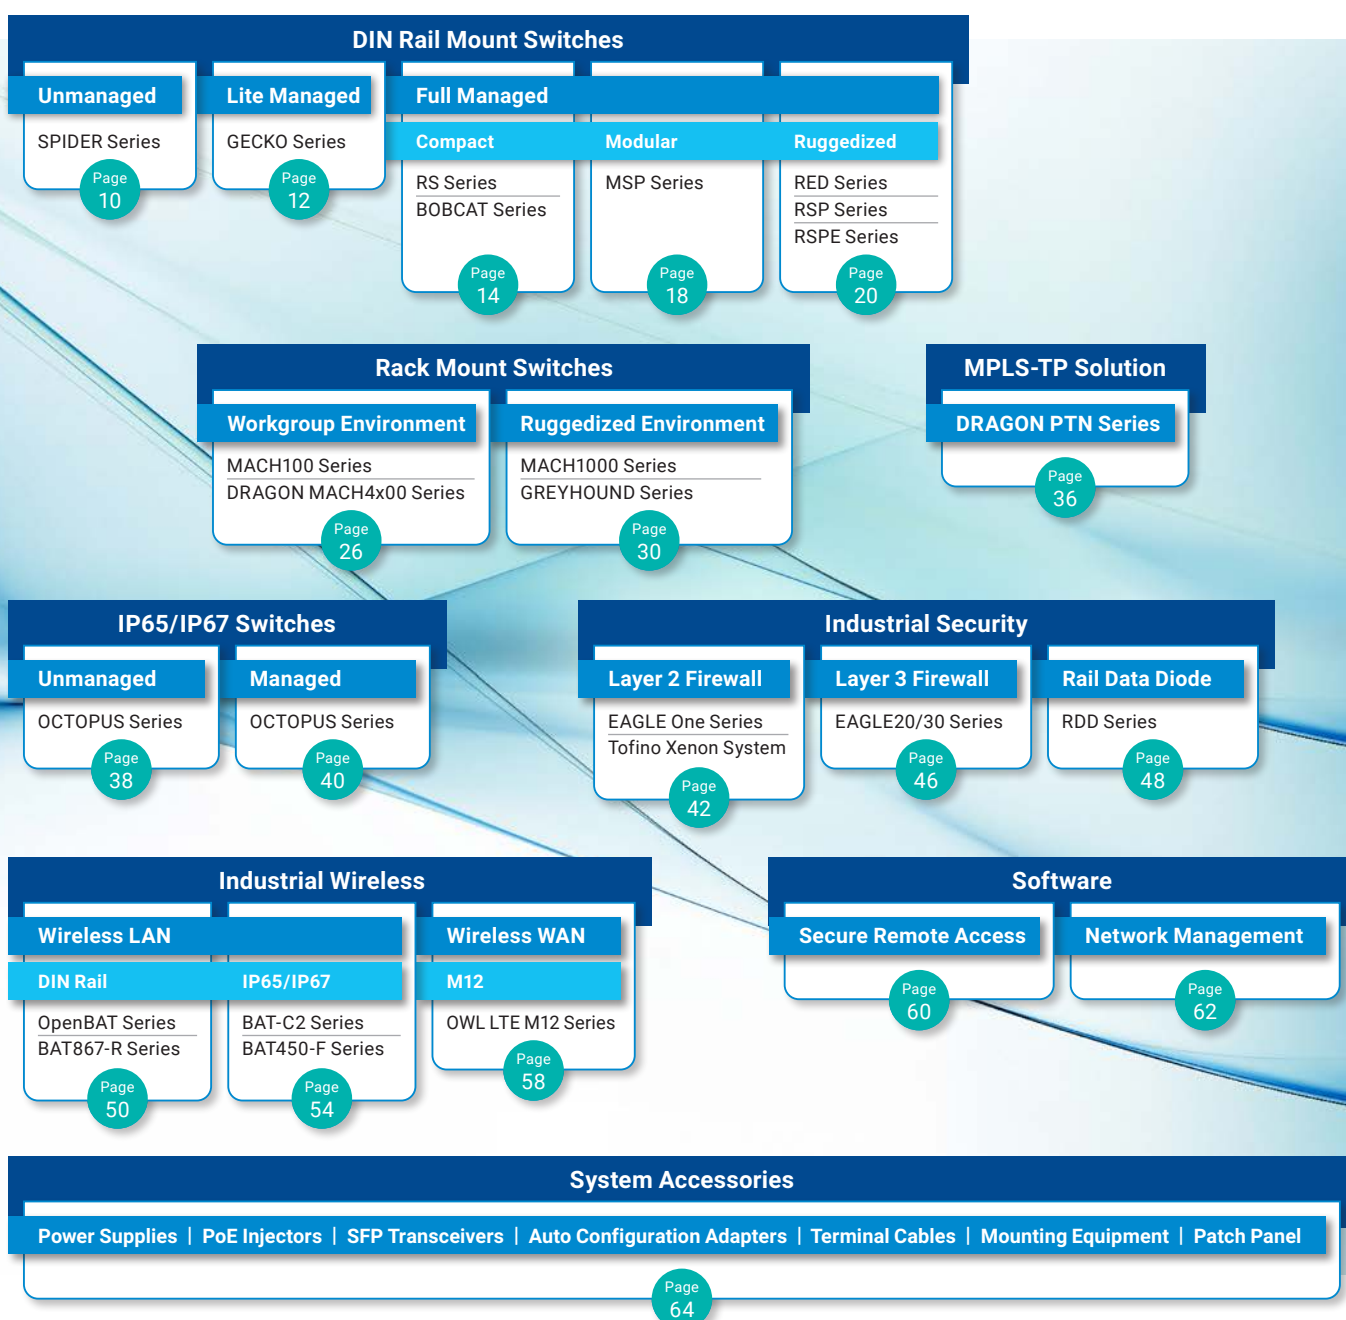 DIN Rail Mount Switches
Unmanaged
SPIDER Series
Page
10
Lite Managed
GECKO Series
Page
12
Full Managed
Compact
RS Series
BOBCAT Series
Page
14
Modular
MSP Series
Page
18
Ruggedized
RED Series
RSP Series
RSPE Series
Page
20
Rack Mount Switches
Workgroup Environment
MACH100 Series
DRAGON MACH4x00 Series
Page
26
Ruggedized Environment
MACH1000 Series
GREYHOUND Series
Page
30
MPLS-TP Solution
DRAGON PTN Series
Page
36
IP65/IP67 Switches
Unmanaged
OCTOPUS Series
Page
38
Managed
OCTOPUS Series
Page
40
Industrial Security
Layer 2 Firewall
EAGLE One Series
Tofino Xenon System
Page
42
Layer 3 Firewall
EAGLE20/30 Series
Page
46
Rail Data Diode
RDD Series
Page
48
Industrial Wireless
Wireless LAN
DIN Rail
OpenBAT Series
BAT867-R Series
Page
50
IP65/IP67
BAT-C2 Series
BAT450-F Series
Page
54
Wireless WAN
M12
OWL LTE M12 Series
Page
58
Software
Secure Remote Access
Page
60
Network Management
Page
62
System Accessories
Power Supplies | PoE Injectors | SFP Transceivers | Auto Configuration Adapters | Terminal Cables | Mounting Equipment | Patch Panel
Page
64